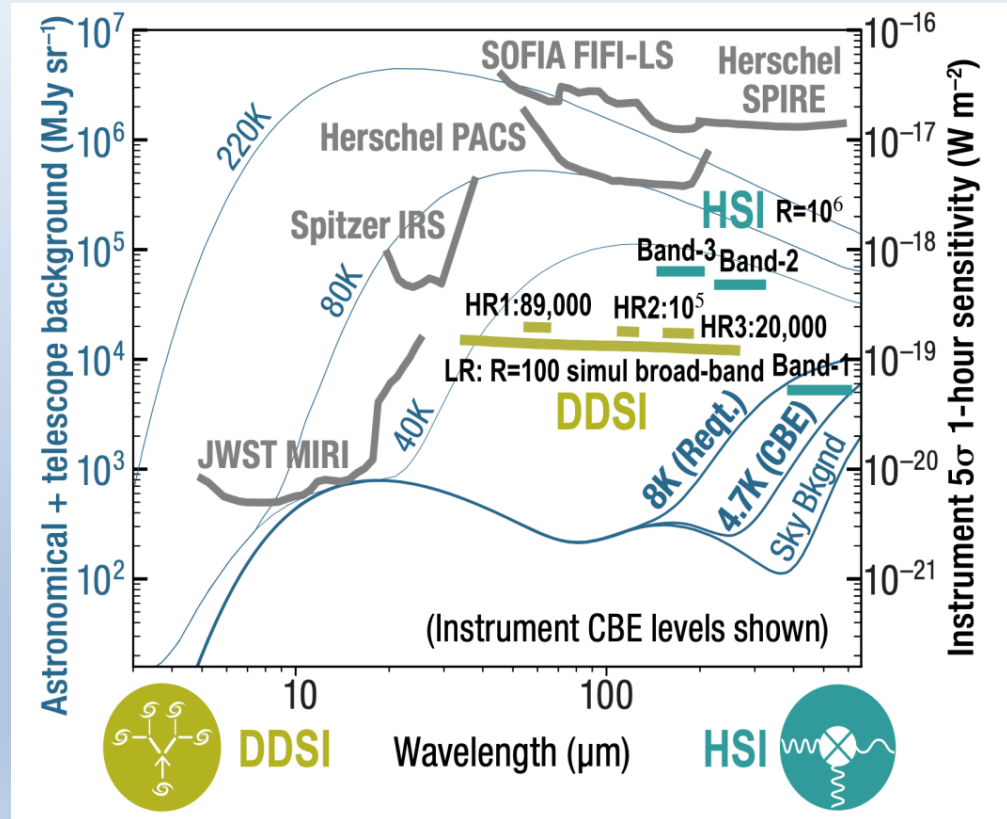 Astronomical + telescope background (MJy sr⁻¹)
10⁷
10⁶
10⁵
10⁴
10³
10²
10⁻¹⁶
10⁻¹⁷
10⁻¹⁸
10⁻¹⁹
10⁻²⁰
10⁻²¹
Instrument 5σ 1-hour sensitivity (W m⁻²)
SOFIA FIFI-LS
Herschel
SPIRE
220K
Herschel PACS
HSI R=10⁶
Spitzer IRS
Band-3
Band-2
80K
HR1:89,000
HR2:10⁵
HR3:20,000
LR: R=100 simul broad-band
Band-1
DDSI
40K
JWST MIRI
8K (Reqt.)
4.7K (CBE)
Sky Bkgnd
(Instrument CBE levels shown)
10
100
DDSI
Wavelength (µm)
HSI